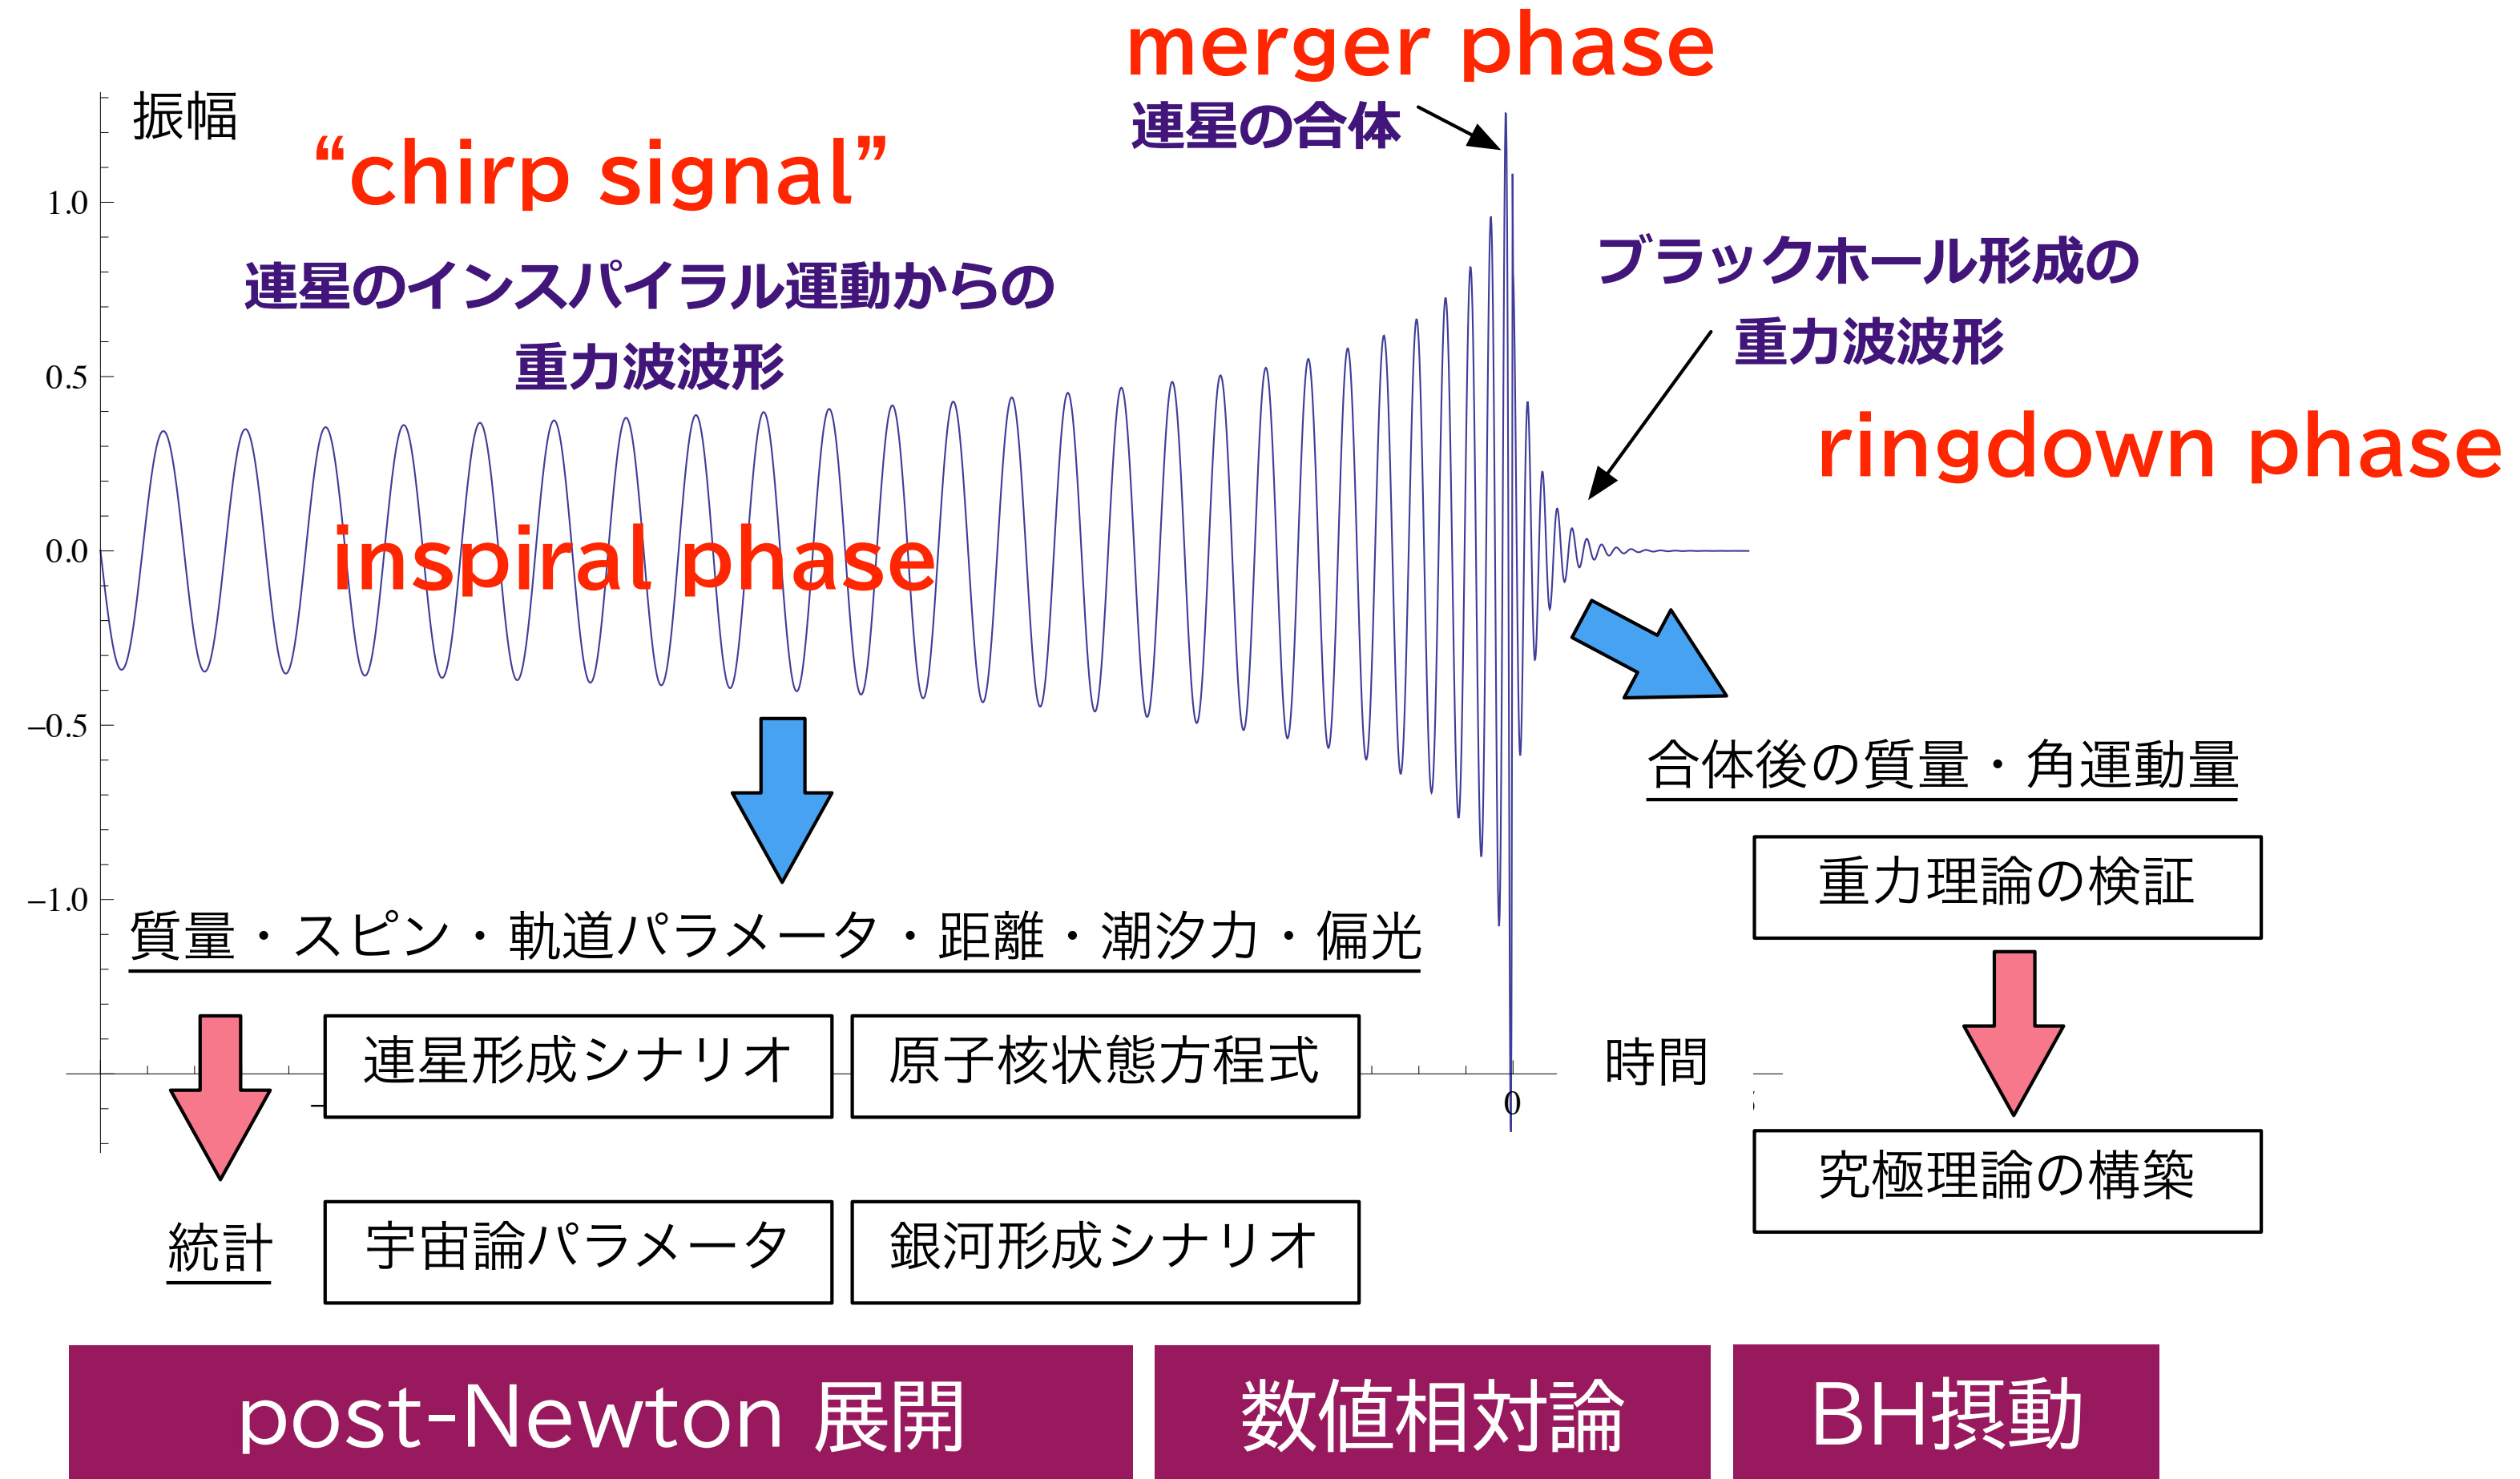 merger phase
連星の合体
振幅
“chirp signal”
連星のインスパイラル運動からの
重力波波形
ブラックホール形成の
重力波波形
ringdown phase
inspiral phase
1.0
0.5
0.0
−0.5
−1.0
合体後の質量・角運動量
重力理論の検証
究極理論の構築
質量・スピン・軌道パラメータ・距離・潮汐力・偏光
連星形成シナリオ
原子核状態方程式
時間
0
統計
宇宙論パラメータ
銀河形成シナリオ
post-Newton 展開
数値相対論
BH摂動